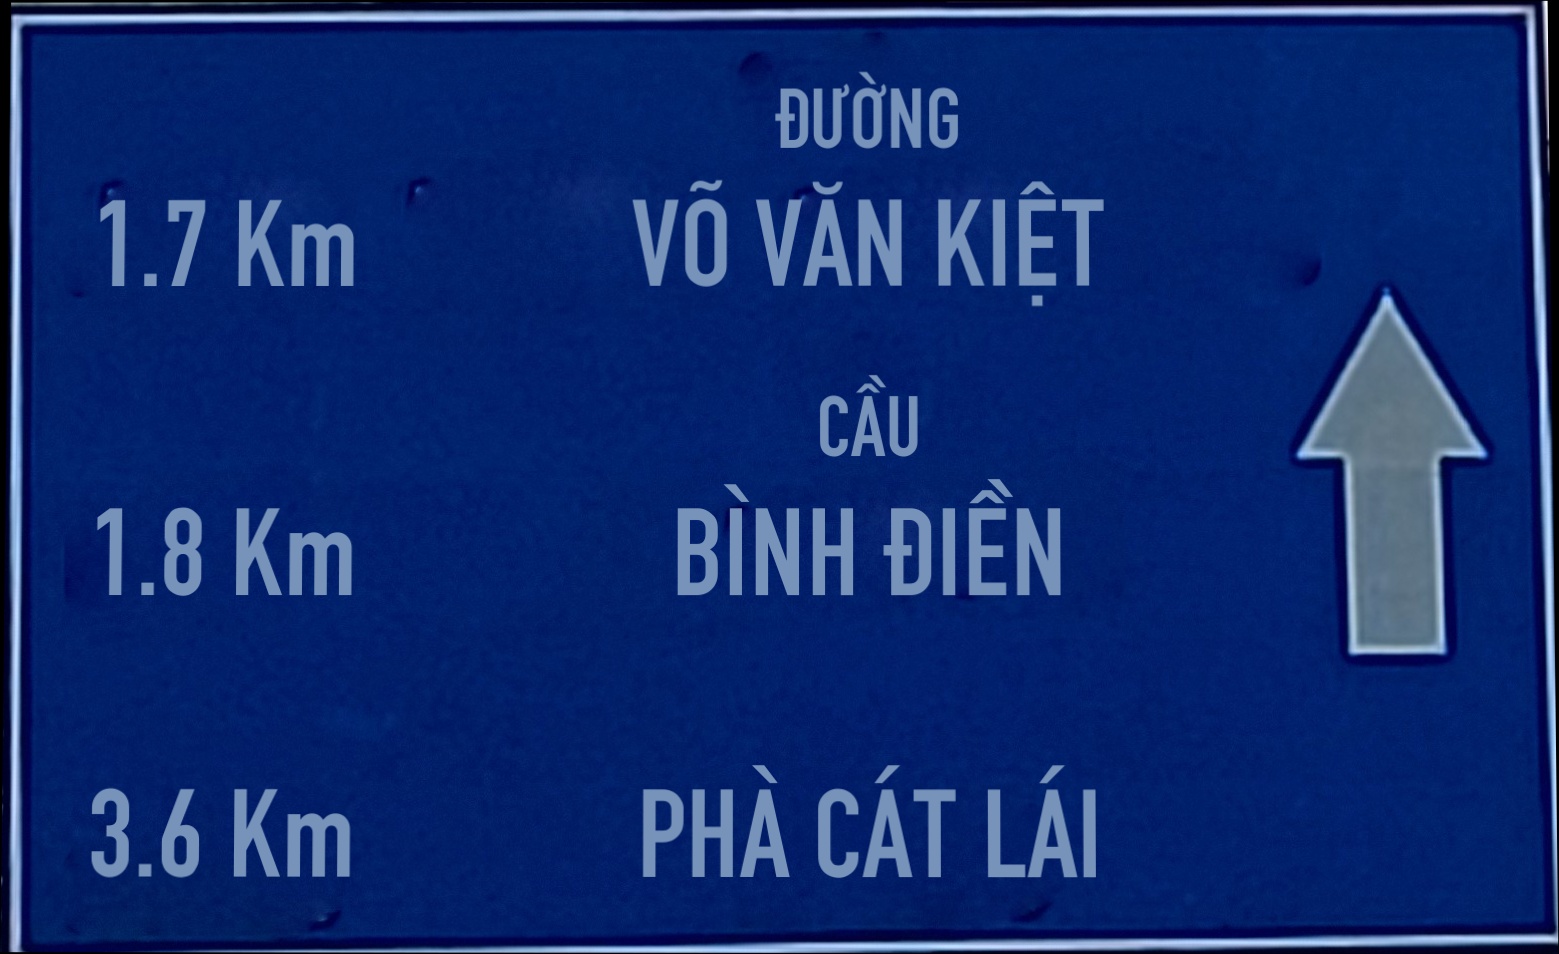 ĐƯỜNG
1.7 Km VÕ VĂN KIỆT
CẦU
1.8 Km BÌNH ĐIỀN
3.6 Km PHÀ CÁT LÁI